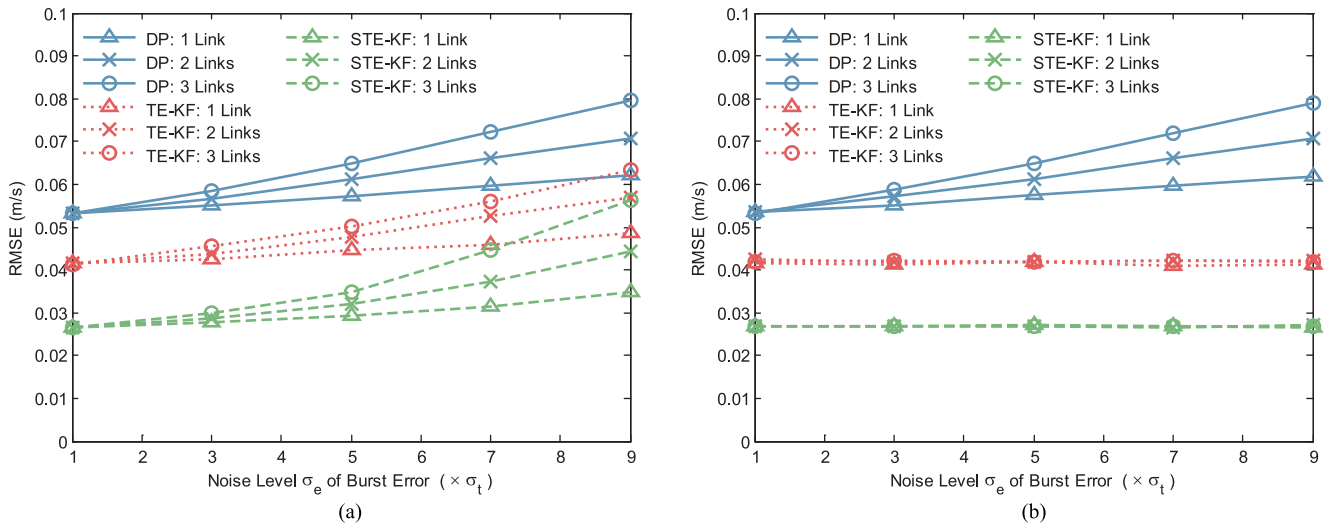 0.1
0.09
0.08
0.07
0.06
0.05
0.04
0.03
0.02
0.01
0
RMSE (m/s)
DP: 1 Link
DP: 2 Links
DP: 3 Links
TE-KF: 1 Link
TE-KF: 2 Links
TE-KF: 3 Links
STE-KF: 1 Link
STE-KF: 2 Links
STE-KF: 3 Links
1 2 3 4 5 6 7 8 9
Noise Level σe of Burst Error ( × σt)
(a)
0.1
0.09
0.08
0.07
0.06
0.05
0.04
0.03
0.02
0.01
0
RMSE (m/s)
DP: 1 Link
DP: 2 Links
DP: 3 Links
TE-KF: 1 Link
TE-KF: 2 Links
TE-KF: 3 Links
STE-KF: 1 Link
STE-KF: 2 Links
STE-KF: 3 Links
1 2 3 4 5 6 7 8 9
Noise Level σe of Burst Error ( × σt)
(b)